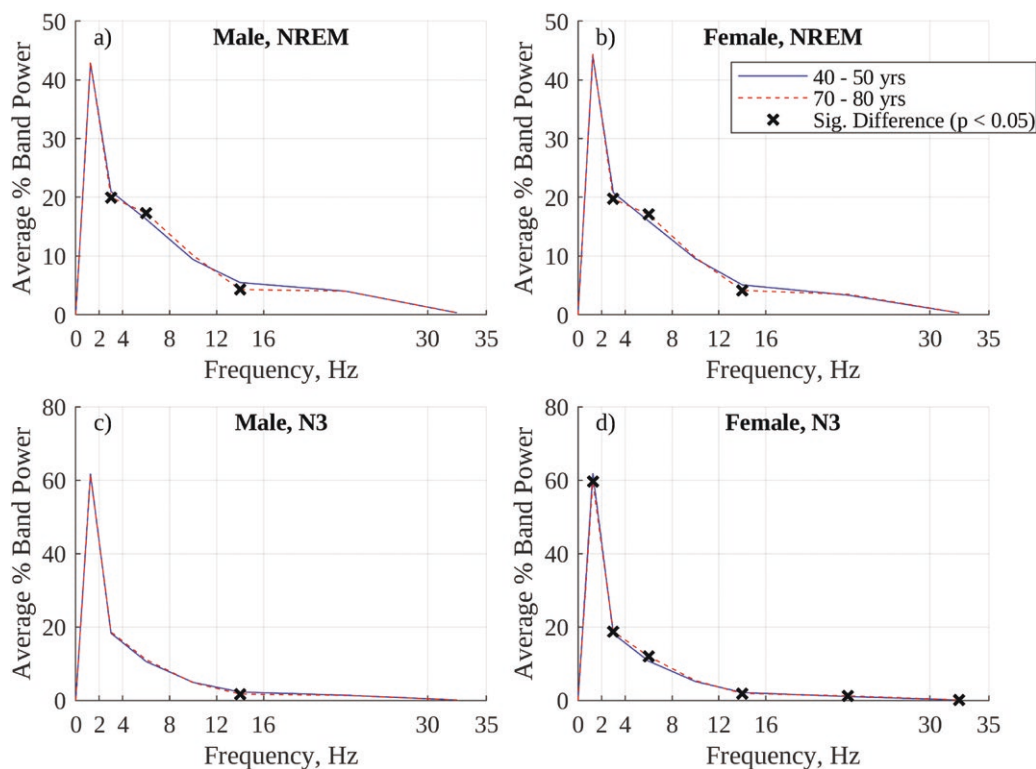 a) Male, NREM
50
40
30
20
10
0
Average % Band Power
0 2 4 8 12 16 30 35
Frequency, Hz
b) Female, NREM
40 - 50 yrs
70 - 80 yrs
Sig. Difference (p < 0.05)
50
40
30
20
10
0
Average % Band Power
0 2 4 8 12 16 30 35
Frequency, Hz
c) Male, N3
80
60
40
20
0
Average % Band Power
0 2 4 8 12 16 30 35
Frequency, Hz
d) Female, N3
80
60
40
20
0
Average % Band Power
0 2 4 8 12 16 30 35
Frequency, Hz